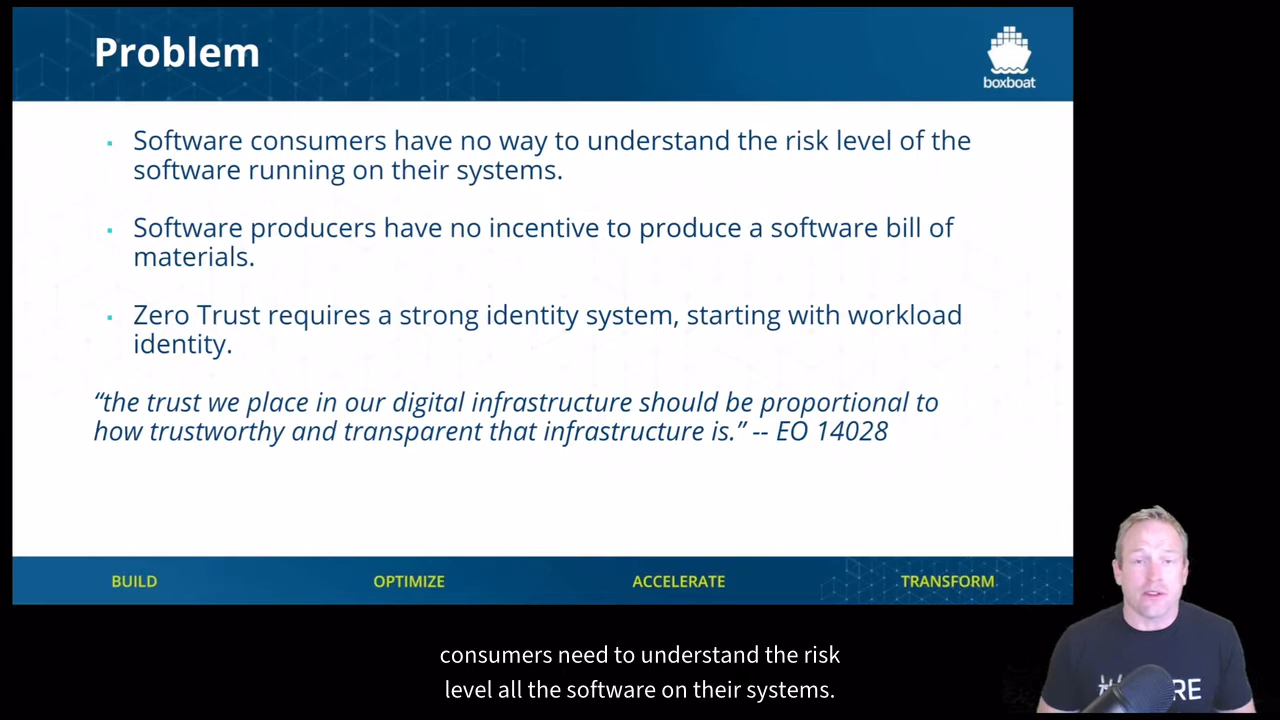 Problem
boxboat
Software consumers have no way to understand the risk level of the
software running on their systems.
Software producers have no incentive to produce a software bill of
materials.
Zero Trust requires a strong identity system, starting with workload
identity.
“the trust we place in our digital infrastructure should be proportional to
how trustworthy and transparent that infrastructure is.” -- EO 14028
BUILD OPTIMIZE ACCELERATE TRANSFORM
consumers need to understand the risk
level all the software on their systems.